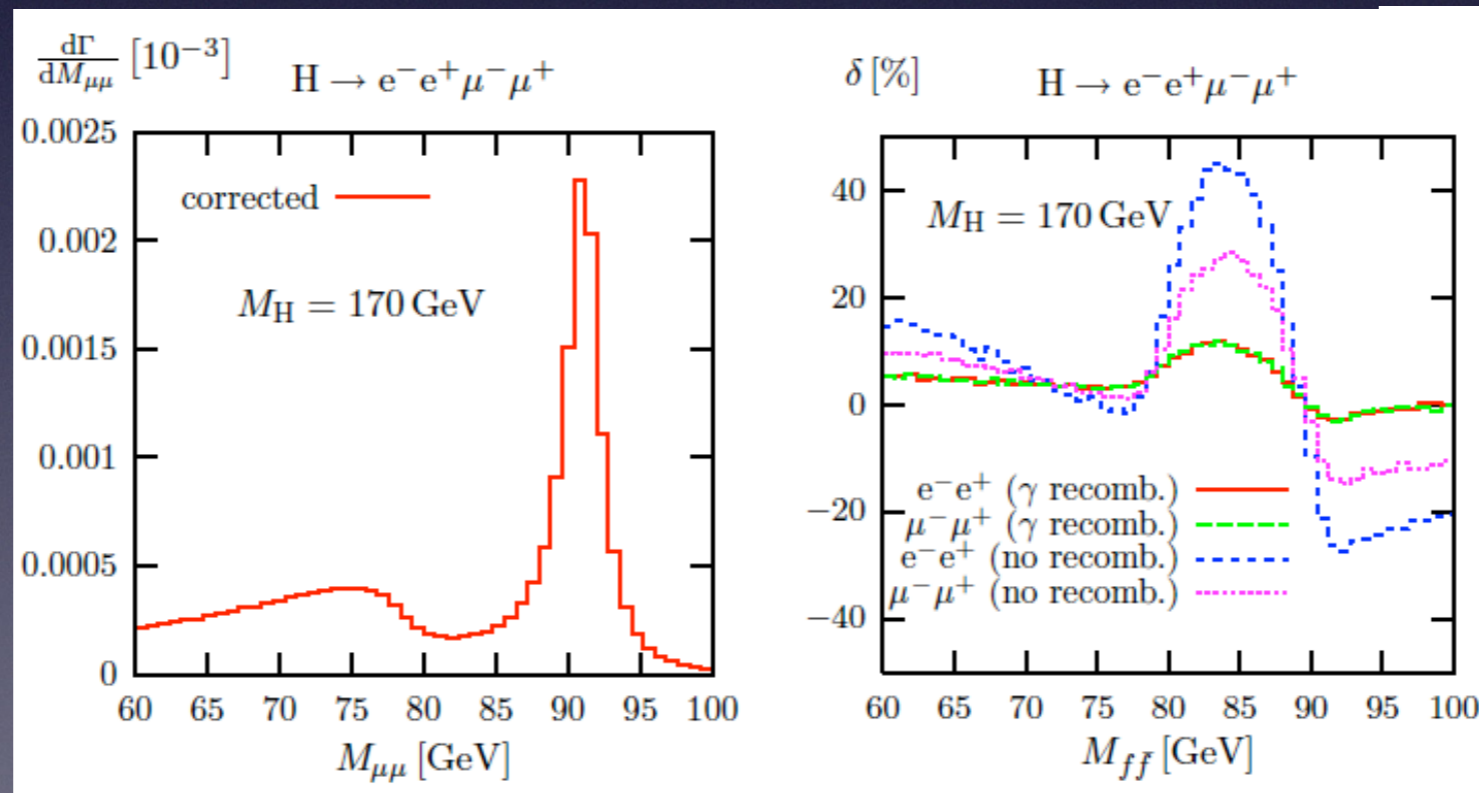 dΓ/dM_μμ [10⁻³]
H → e⁻e⁺μ⁻μ⁺
0.0025
0.002
0.0015
0.001
0.0005
0
corrected
M_H = 170 GeV
60 65 70 75 80 85 90 95 100
M_μμ [GeV]
δ [%]
H → e⁻e⁺μ⁻μ⁺
40
20
0
−20
−40
M_H = 170 GeV
e⁻e⁺ (γ recomb.)
μ⁻μ⁺ (γ recomb.)
e⁻e⁺ (no recomb.)
μ⁻μ⁺ (no recomb.)
60 65 70 75 80 85 90 95 100
M_ff̄ [GeV]